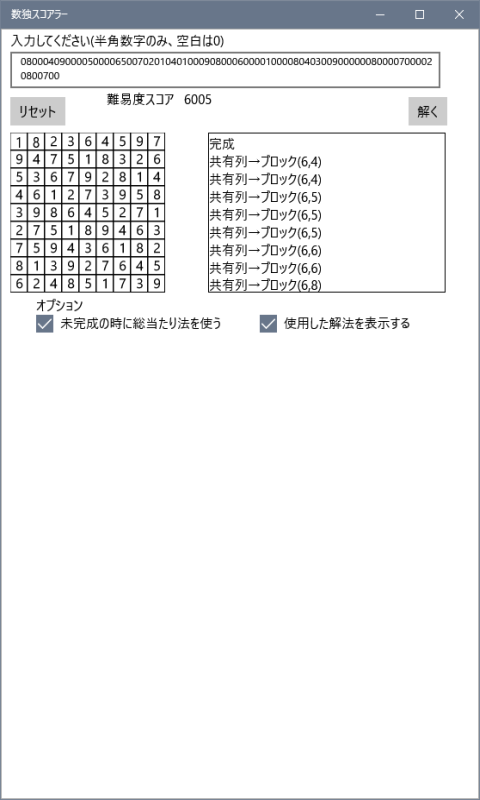 数独スコアラー
入力してください(半角数字のみ、空白は0)
080004090000500006500702010401000908000600001000080403009000000800007000020800700
リセット
難易度スコア 6005
解く
1 8 2 3 6 4 5 9 7
9 4 7 5 1 8 3 2 6
5 3 6 7 9 2 8 1 4
4 6 1 2 7 3 9 5 8
3 9 8 6 4 5 2 7 1
2 7 5 1 8 9 4 6 3
7 5 9 4 3 6 1 8 2
8 1 3 9 2 7 6 4 5
6 2 4 8 5 1 7 3 9
完成
共有列→ブロック(6,4)
共有列→ブロック(6,4)
共有列→ブロック(6,5)
共有列→ブロック(6,5)
共有列→ブロック(6,5)
共有列→ブロック(6,6)
共有列→ブロック(6,6)
共有列→ブロック(6,8)
オプション
未完成の時に総当たり法を使う
使用した解法を表示する